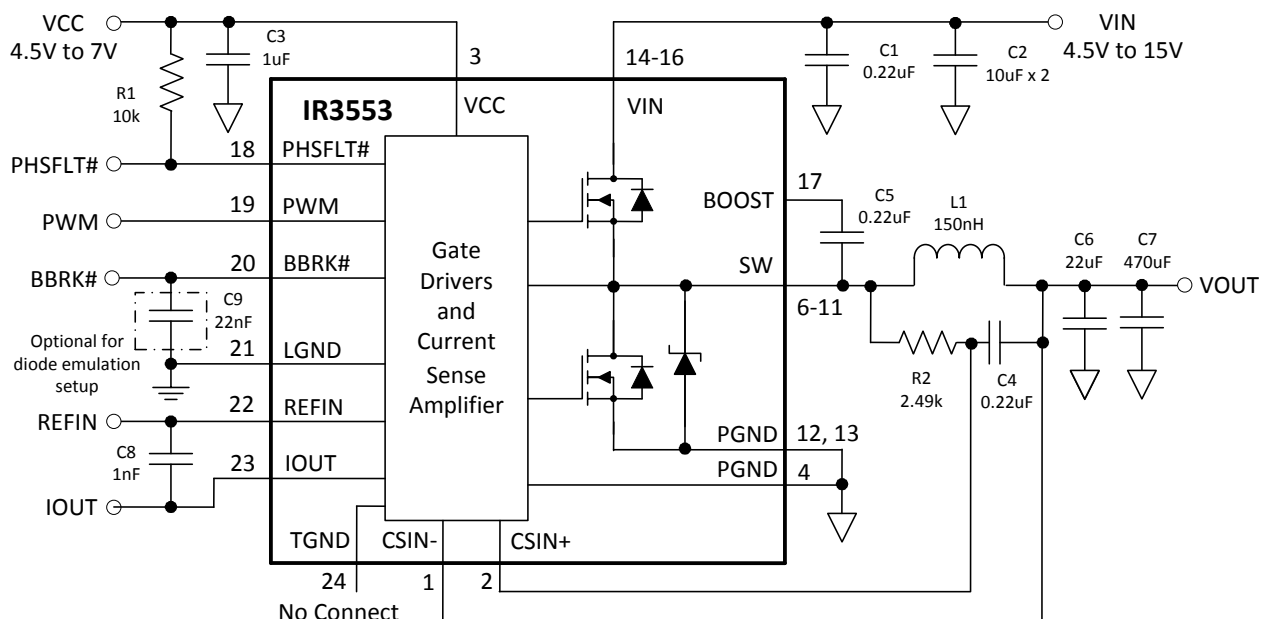 VCC
4.5V to 7V
C3
1uF
3
14-16
C1
0.22uF
C2
10uF x 2
VIN
4.5V to 15V
R1
10k
IR3553
VCC
VIN
PHSFLT#
18
PHSFLT#
PWM
19
PWM
BBRK#
20
BBRK#
C9
22nF
Optional for
diode emulation
setup
21
LGND
REFIN
22
REFIN
C8
1nF
23
IOUT
IOUT
Gate
Drivers
and
Current
Sense
Amplifier
BOOST
17
C5
0.22uF
L1
150nH
SW
6-11
C6
22uF
C7
470uF
VOUT
R2
2.49k
C4
0.22uF
PGND
12, 13
PGND
4
TGND
CSIN-
CSIN+
24
1
2
No Connect